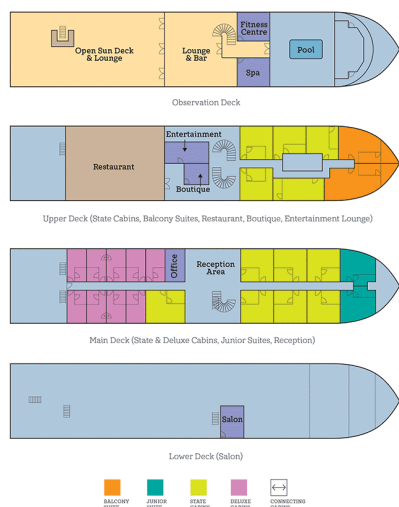 Fitness
Centre
Open Sun Deck
& Lounge
Lounge
& Bar
Pool
Spa
Observation Deck
Entertainment
Restaurant
Boutique
Upper Deck (State Cabins, Balcony Suites, Restaurant, Boutique, Entertainment Lounge)
Office
Reception
Area
Main Deck (State & Deluxe Cabins, Junior Suites, Reception)
Salon
Lower Deck (Salon)
BALCONY
JUNIOR
STATE
DELUXE
CONNECTING